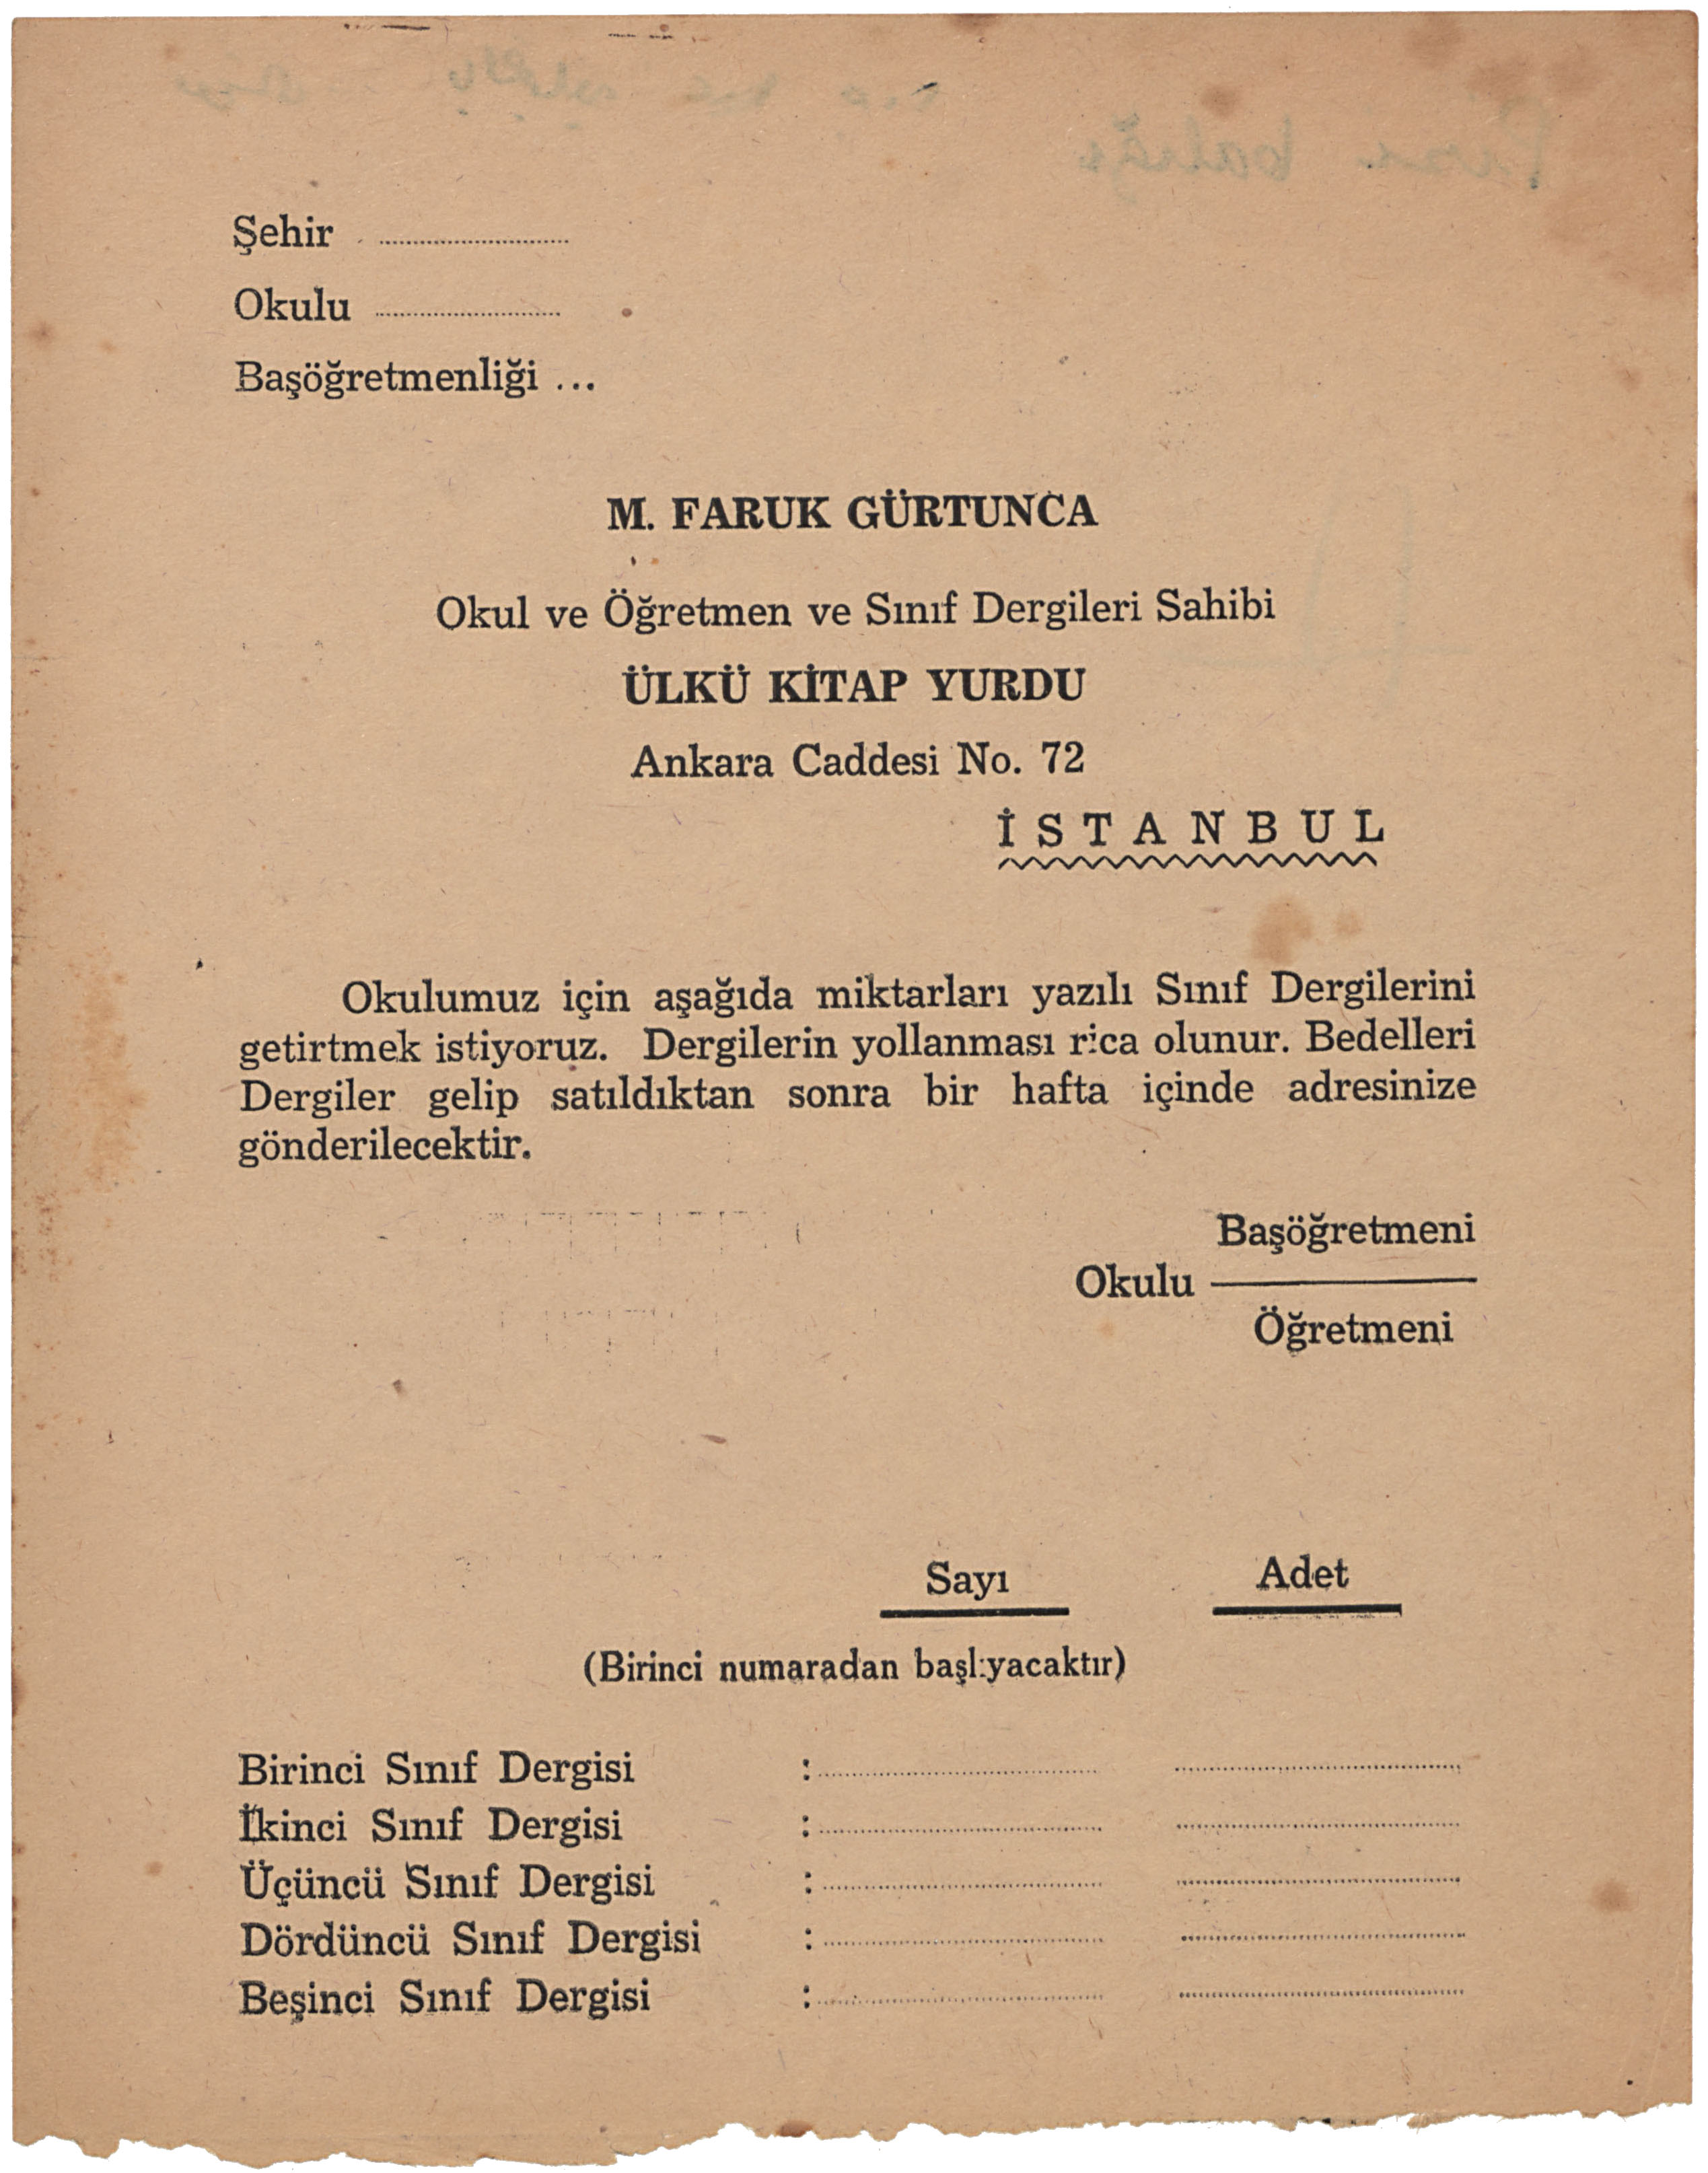 Şehir ..............................
Okulu ..............................
Başöğretmenliği ...
M. FARUK GÜRTUNCA
Okul ve Öğretmen ve Sınıf Dergileri Sahibi
ÜLKÜ KİTAP YURDU
Ankara Caddesi No. 72
İSTANBUL
Okulumuz için aşağıda miktarları yazılı Sınıf Dergilerini
getirtmek istiyoruz. Dergilerin yollanması rica olunur. Bedelleri
Dergiler gelip satıldıktan sonra bir hafta içinde adresinize
gönderilecektir.
Başöğretmeni
Okulu
Öğretmeni
Sayı Adet
(Birinci numaradan başlıyacaktır)
Birinci Sınıf Dergisi : .............................. ..............................
İkinci Sınıf Dergisi : .............................. ..............................
Üçüncü Sınıf Dergisi : .............................. ..............................
Dördüncü Sınıf Dergisi : .............................. ..............................
Beşinci Sınıf Dergisi : .............................. ..............................